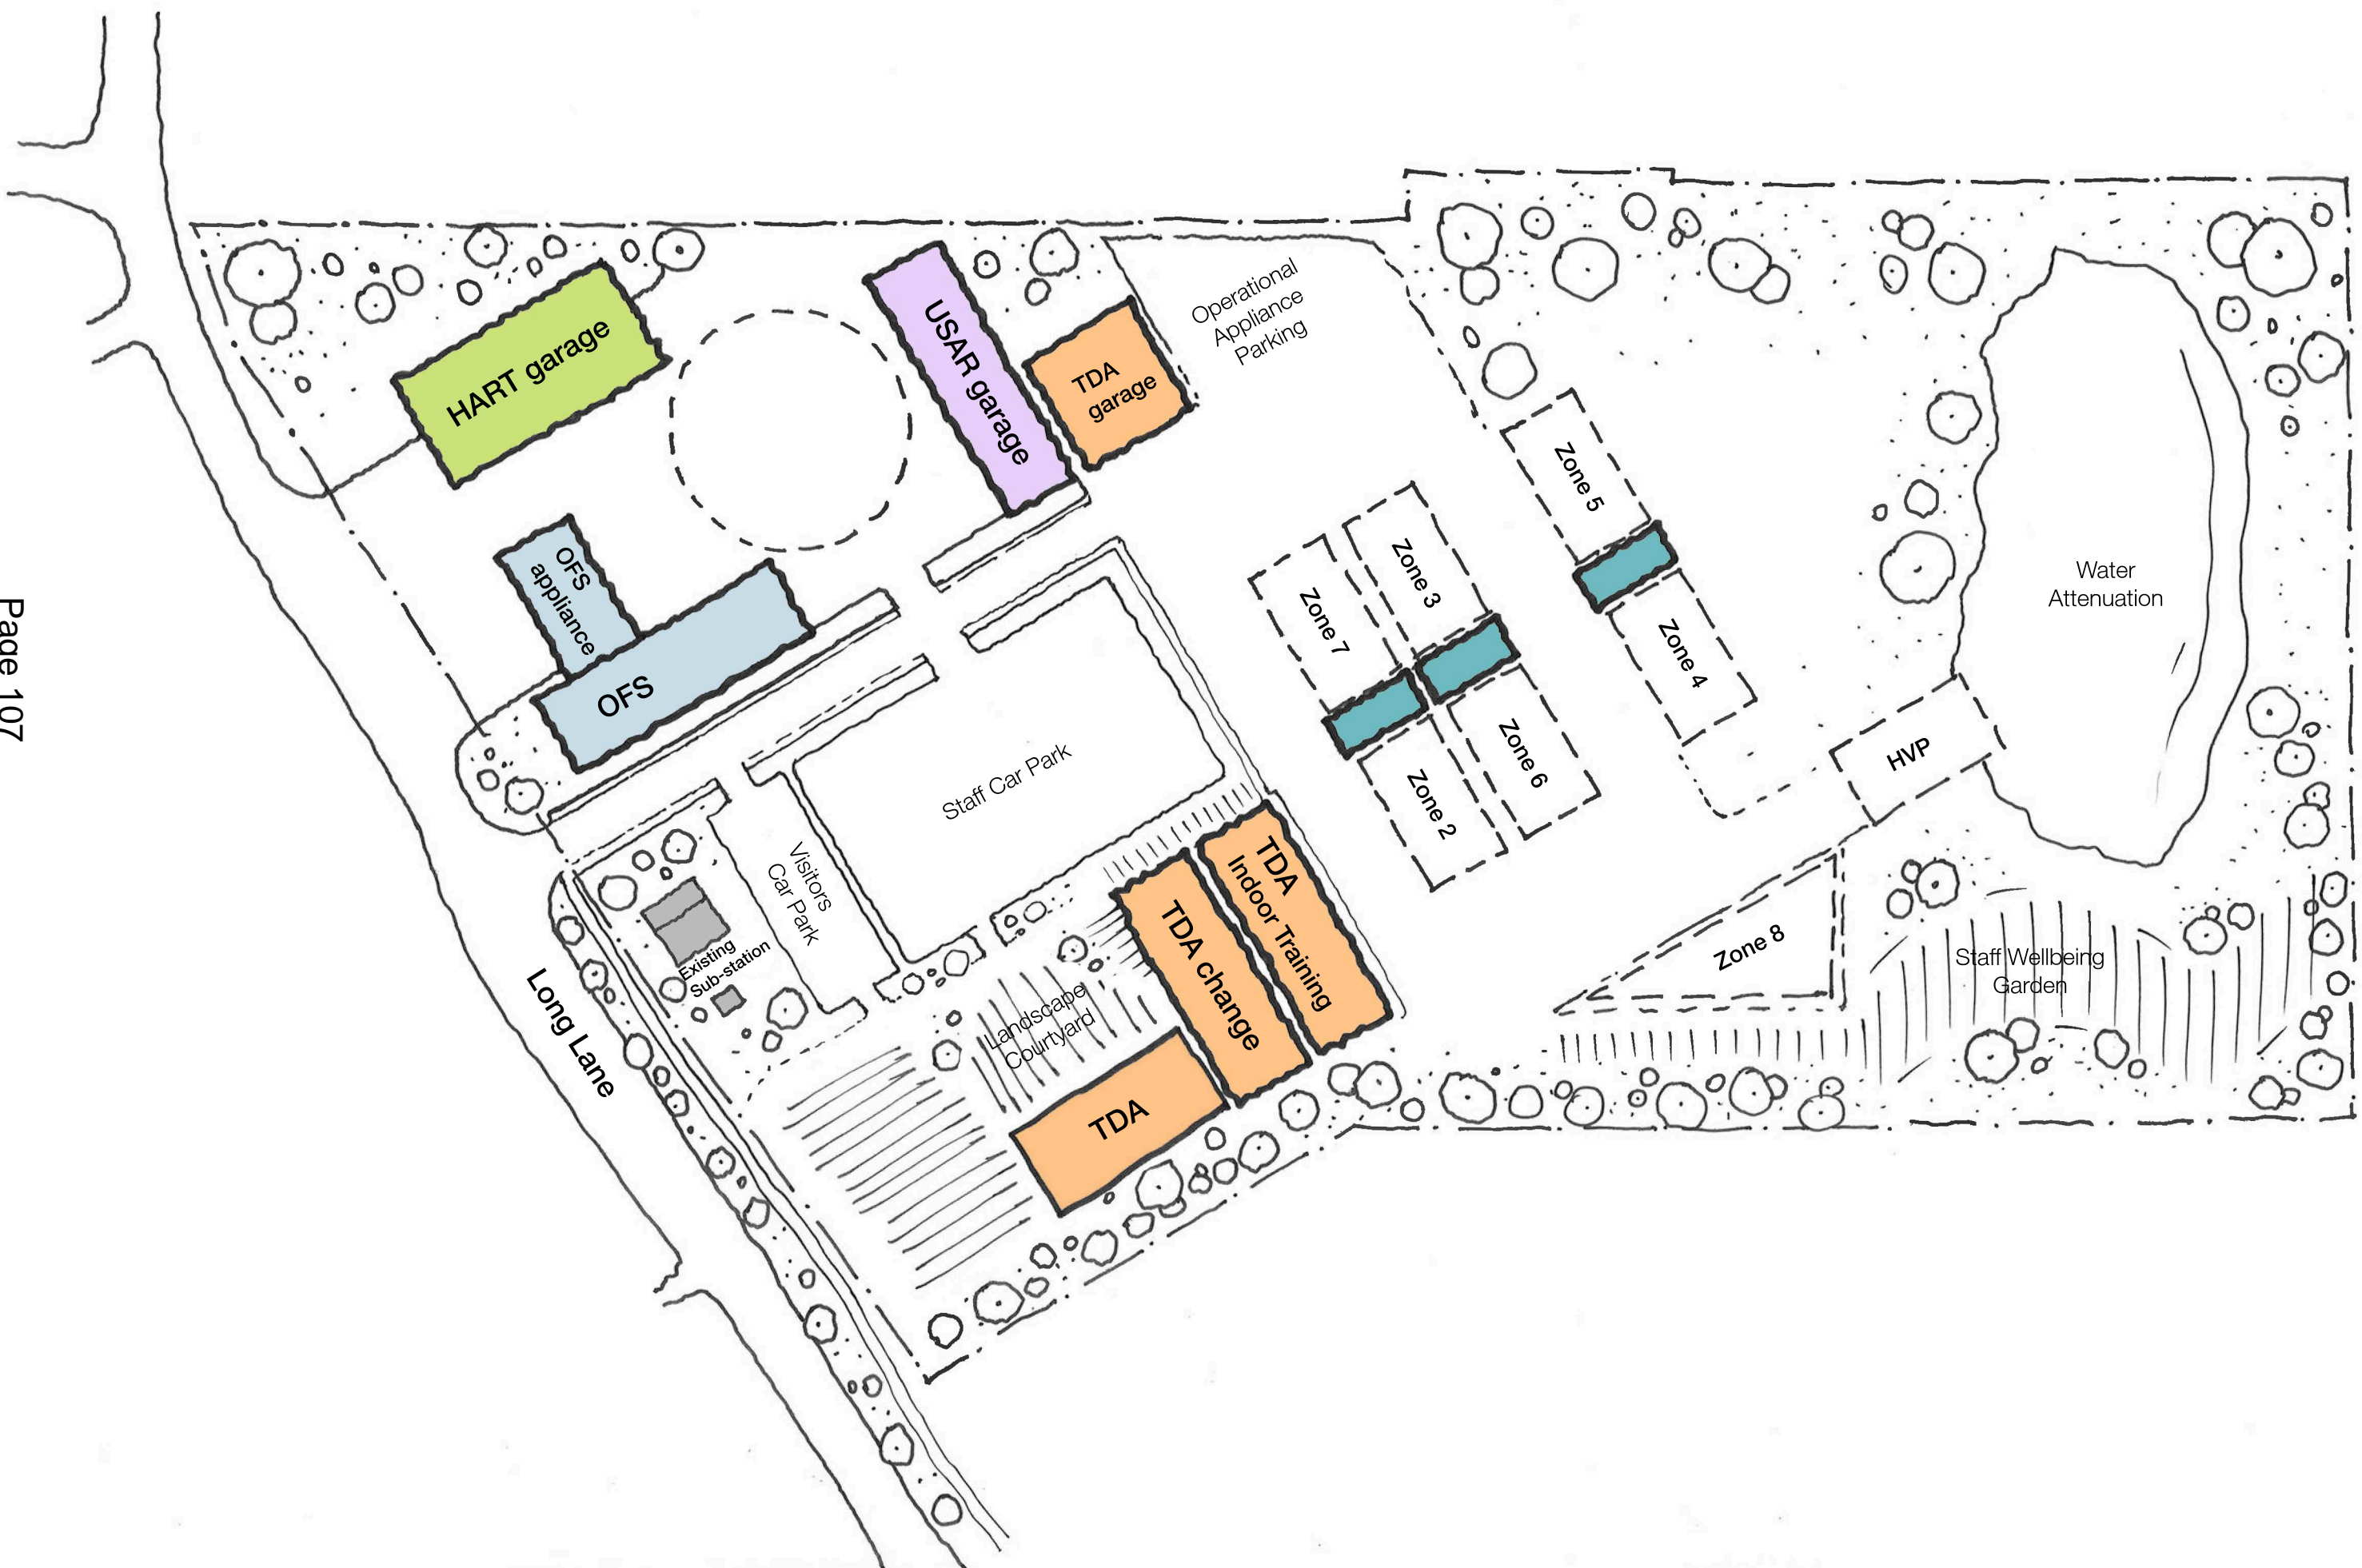 Page 107
HART garage
USAR garage
TDA
garage
Operational
Appliance
Parking
OFS
appliance
OFS
Zone 5
Zone 3
Zone 7
Zone 4
Zone 6
Zone 2
Water
Attenuation
HVP
Staff Car Park
Visitors
Car Park
TDA
Indoor Training
TDA change
Existing
Sub-station
Landscape
Courtyard
Zone 8
Staff Wellbeing
Garden
Long Lane
TDA